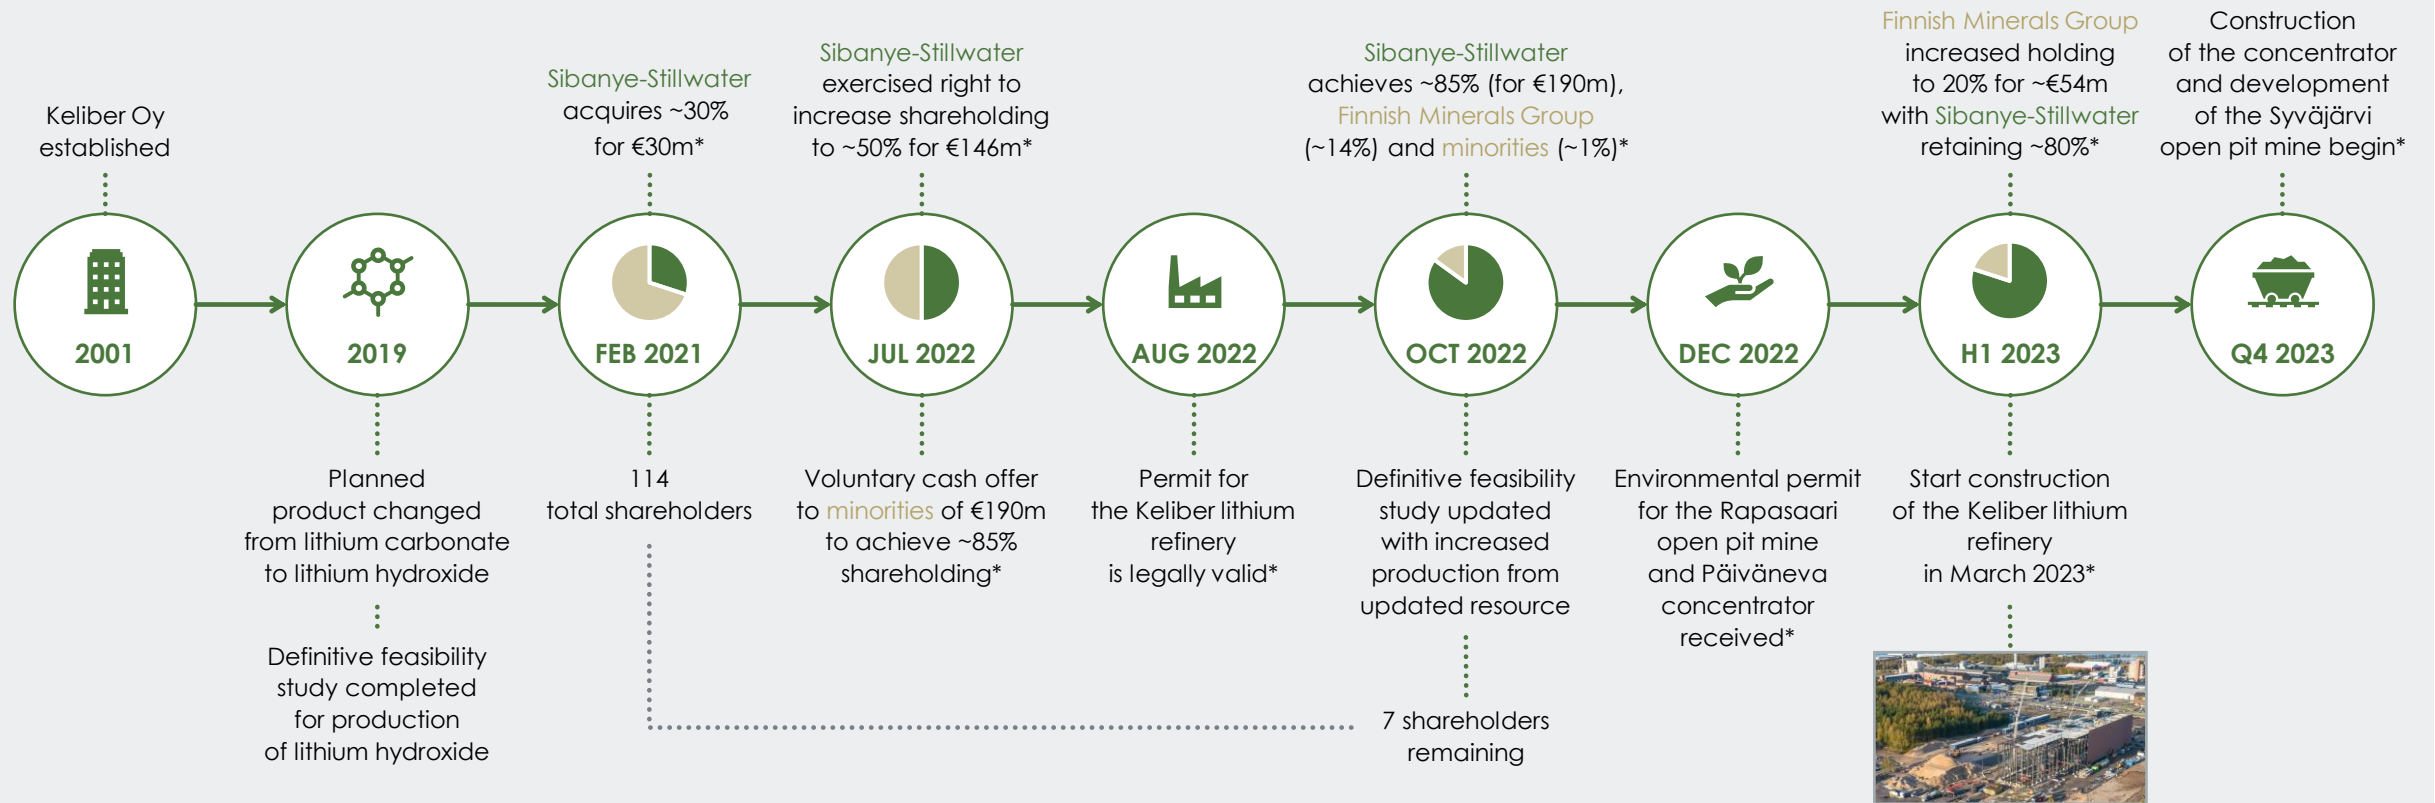 Keliber Oy
established
2001
2019
Planned
product changed
from lithium carbonate
to lithium hydroxide
Definitive feasibility
study completed
for production
of lithium hydroxide
Sibanye-Stillwater
acquires ~30%
for €30m*
FEB 2021
114
total shareholders
Sibanye-Stillwater
exercised right to
increase shareholding
to ~50% for €146m*
JUL 2022
Voluntary cash offer
to minorities of €190m
to achieve ~85%
shareholding*
AUG 2022
Permit for
the Keliber lithium
refinery
is legally valid*
Sibanye-Stillwater
achieves ~85% (for €190m),
Finnish Minerals Group
(~14%) and minorities (~1%)*
OCT 2022
Definitive feasibility
study updated
with increased
production from
updated resource
7 shareholders
remaining
DEC 2022
Environmental permit
for the Rapasaari
open pit mine
and Päiväneva
concentrator
received*
Finnish Minerals Group
increased holding
to 20% for ~€54m
with Sibanye-Stillwater
retaining ~80%*
H1 2023
Start construction
of the Keliber lithium
refinery
in March 2023*
Construction
of the concentrator
and development
of the Syväjärvi
open pit mine begin*
Q4 2023